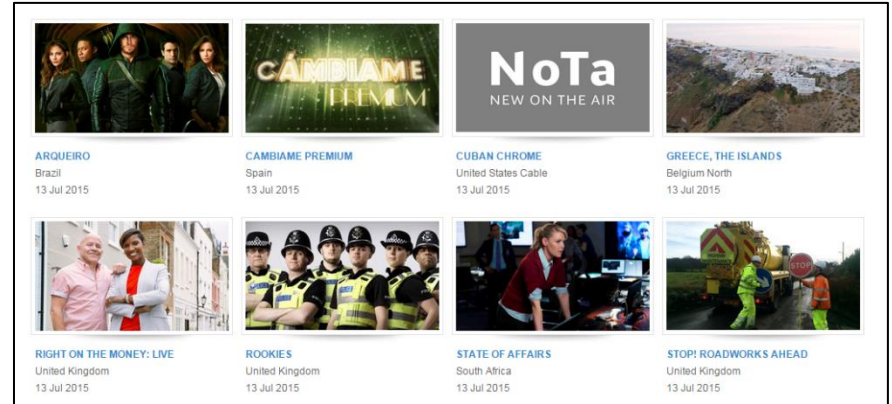 CÁMBIAME
PREMIUM
NoTa
NEW ON THE AIR
ARQUEIRO
Brazil
13 Jul 2015
CAMBIAME PREMIUM
Spain
13 Jul 2015
CUBAN CHROME
United States Cable
13 Jul 2015
GREECE, THE ISLANDS
Belgium North
13 Jul 2015
STOP
RIGHT ON THE MONEY: LIVE
United Kingdom
13 Jul 2015
ROOKIES
United Kingdom
13 Jul 2015
STATE OF AFFAIRS
South Africa
13 Jul 2015
STOP! ROADWORKS AHEAD
United Kingdom
13 Jul 2015